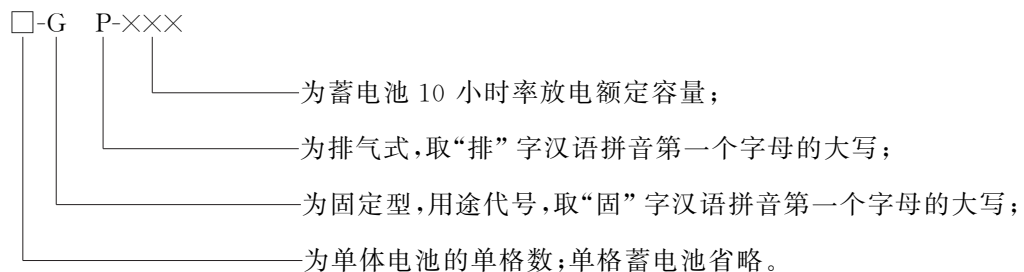 □-G P-×××
为蓄电池 10 小时率放电额定容量;
为排气式,取“排”字汉语拼音第一个字母的大写;
为固定型,用途代号,取“固”字汉语拼音第一个字母的大写;
为单体电池的单格数;单格蓄电池省略。